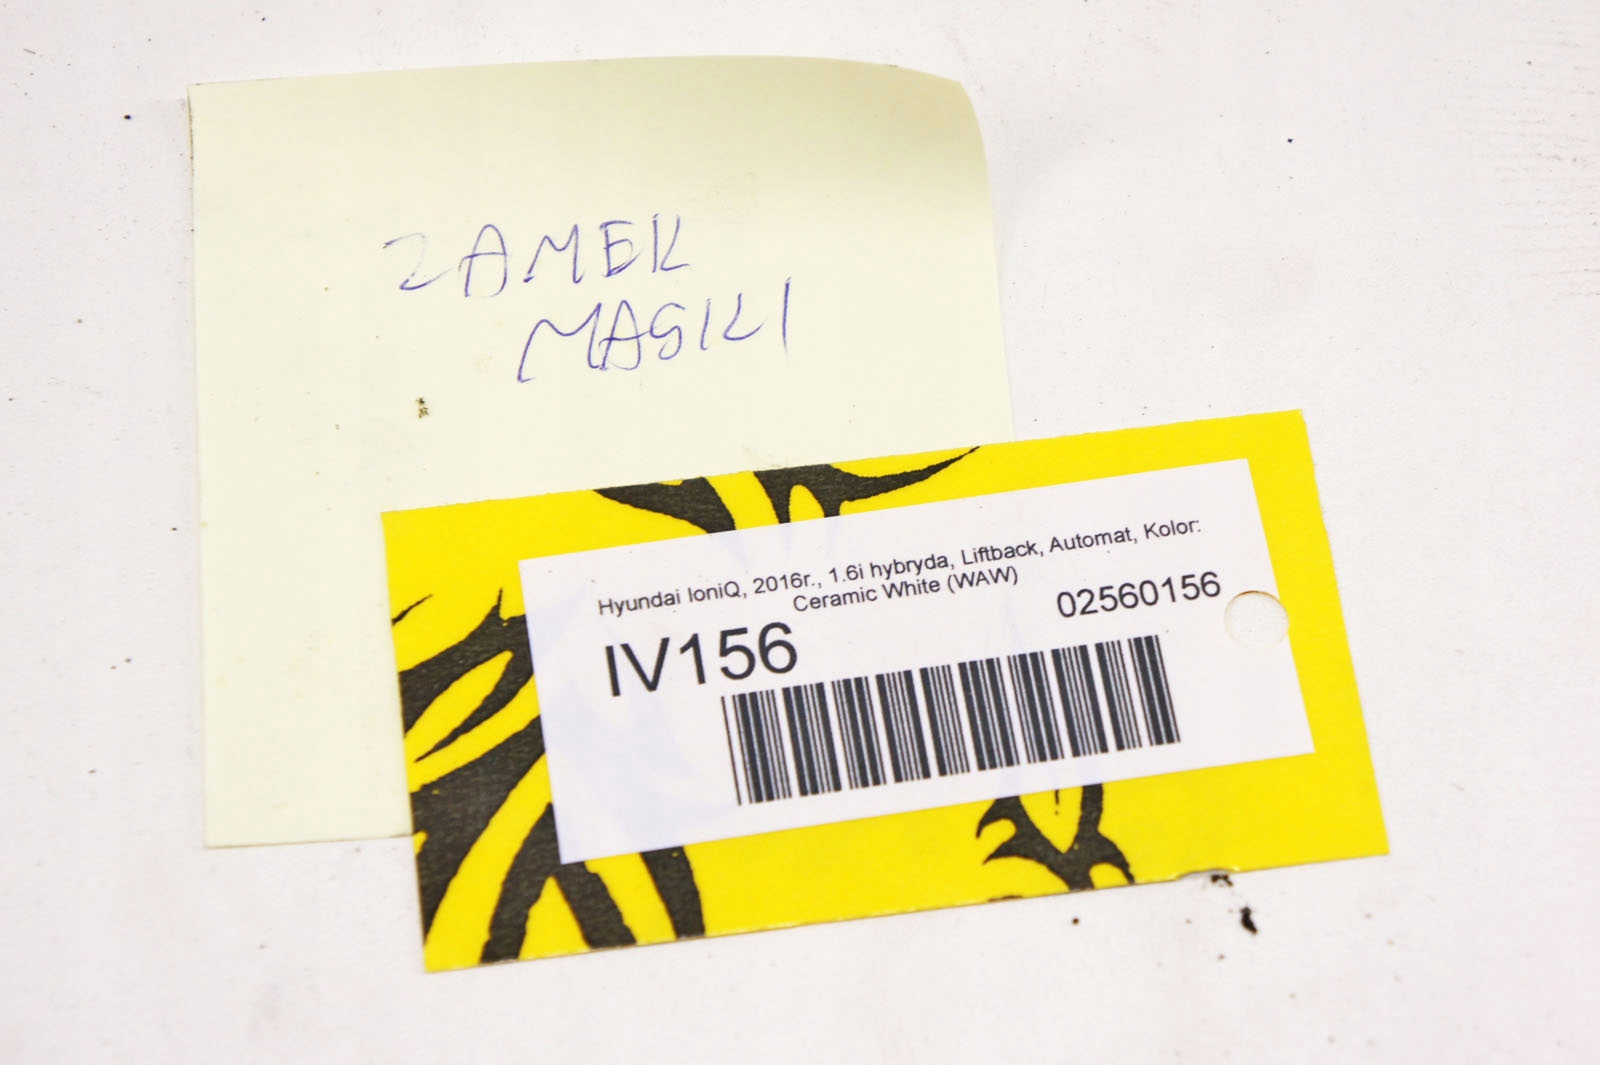 ZAMEK
MASKI
Hyundai IoniQ, 2016r., 1.6i hybryda, Liftback, Automat, Kolor:
Ceramic White (WAW)
02560156
IV156